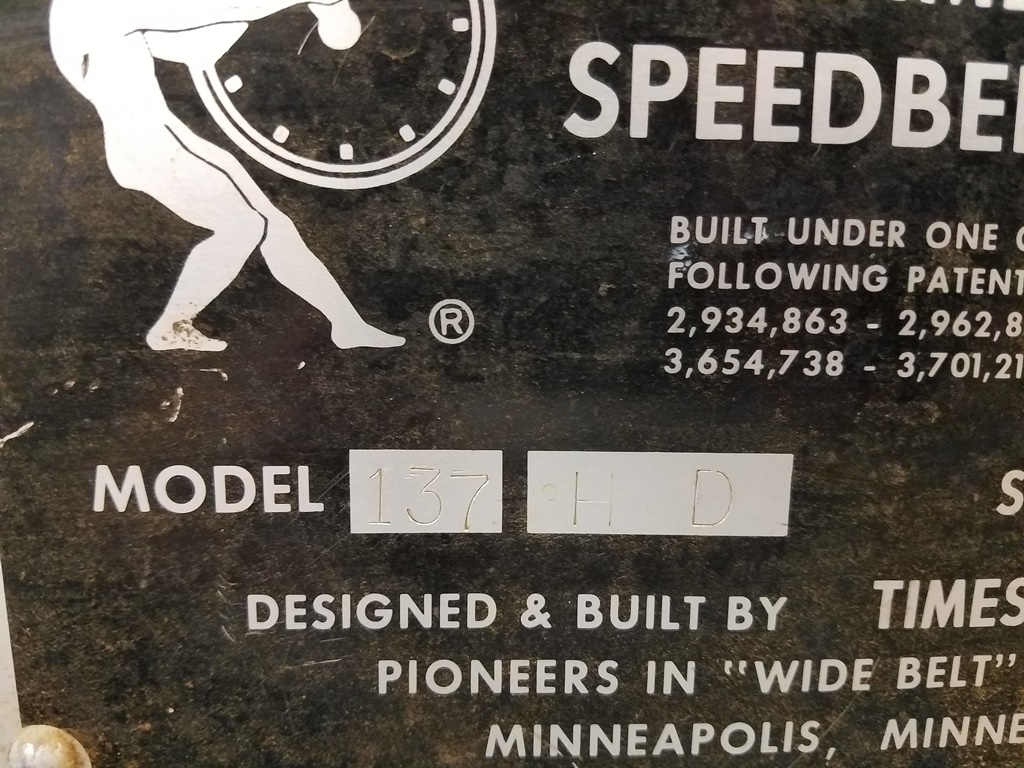 SPEEDBE
BUILT UNDER ONE
FOLLOWING PATENT
2,934,863 - 2,962,8
3,654,738 - 3,701,21
MODEL 137 H D S
DESIGNED & BUILT BY TIMES
PIONEERS IN "WIDE BELT"
MINNEAPOLIS, MINNE
®